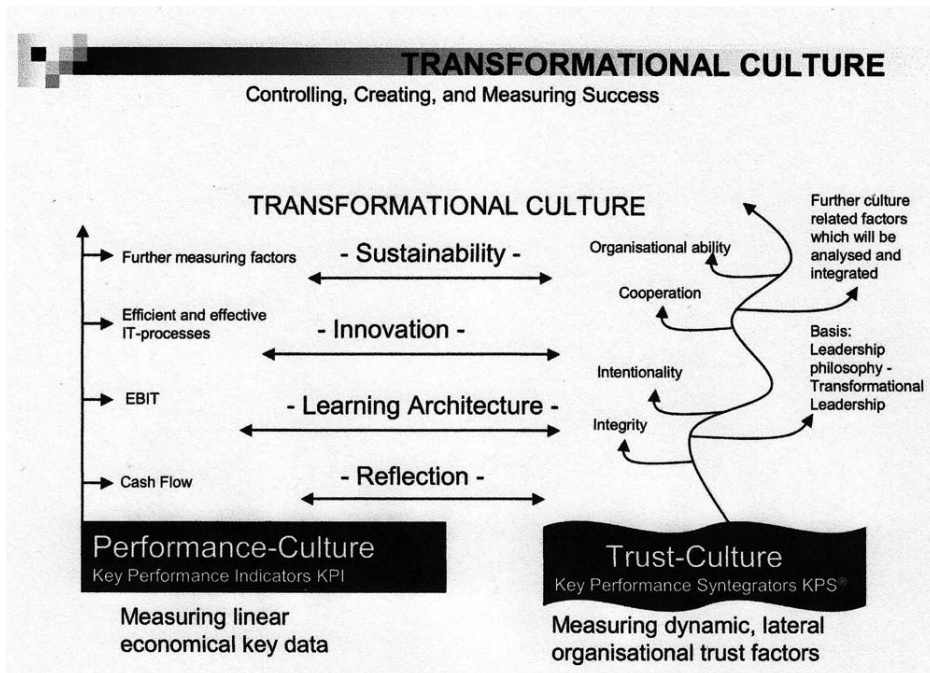 TRANSFORMATIONAL CULTURE
Controlling, Creating, and Measuring Success
TRANSFORMATIONAL CULTURE
Further measuring factors
Efficient and effective
IT-processes
EBIT
Cash Flow
- Sustainability -
- Innovation -
- Learning Architecture -
- Reflection -
Organisational ability
Cooperation
Intentionality
Integrity
Further culture
related factors
which will be
analysed and
integrated
Basis:
Leadership
philosophy -
Transformational
Leadership
Performance-Culture
Key Performance Indicators KPI
Measuring linear
economical key data
Trust-Culture
Key Performance Syntegrators KPS®
Measuring dynamic, lateral
organisational trust factors